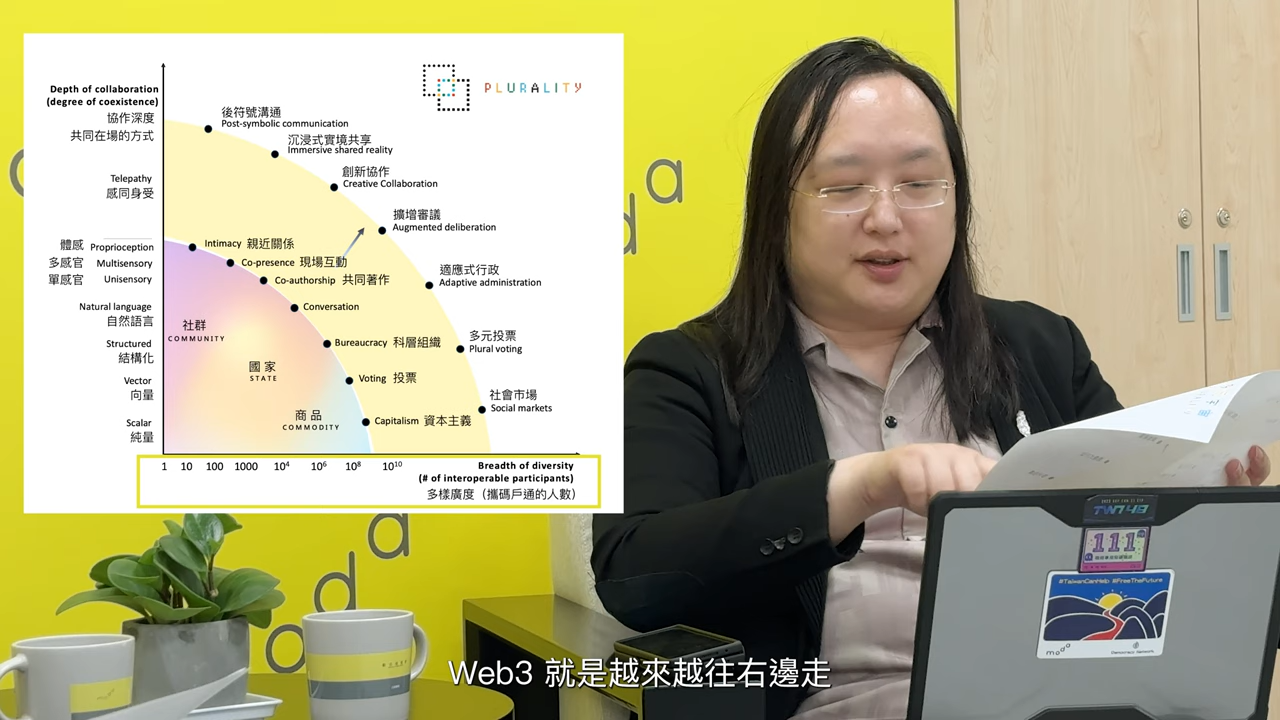 PLURALITY
Depth of collaboration
(degree of coexistence)
協作深度
共同在場的方式
後符號溝通
Post-symbolic communication
沉浸式實境共享
Immersive shared reality
創新協作
Creative Collaboration
Telepathy
感同身受
擴增審議
Augmented deliberation
體感 Proprioception
Intimacy 親近關係
多感官 Multisensory
Co-presence 現場互動
單感官 Unisensory
Co-authorship 共同著作
適應式行政
Adaptive administration
Natural language
自然語言
Conversation
社群
COMMUNITY
Structured
結構化
Bureaucracy 科層組織
多元投票
Plural voting
國家
STATE
Vector
向量
Voting 投票
社會市場
Social markets
商品
COMMODITY
Scalar
純量
Capitalism 資本主義
1 10 100 1000 10⁴ 10⁶ 10⁸ 10¹⁰
Breadth of diversity
(# of interoperable participants)
多樣廣度（攜碼戶通的人數）
111
#TaiwanCanHelp #FreeTheFuture
moda
Web3 就是越來越往右邊走